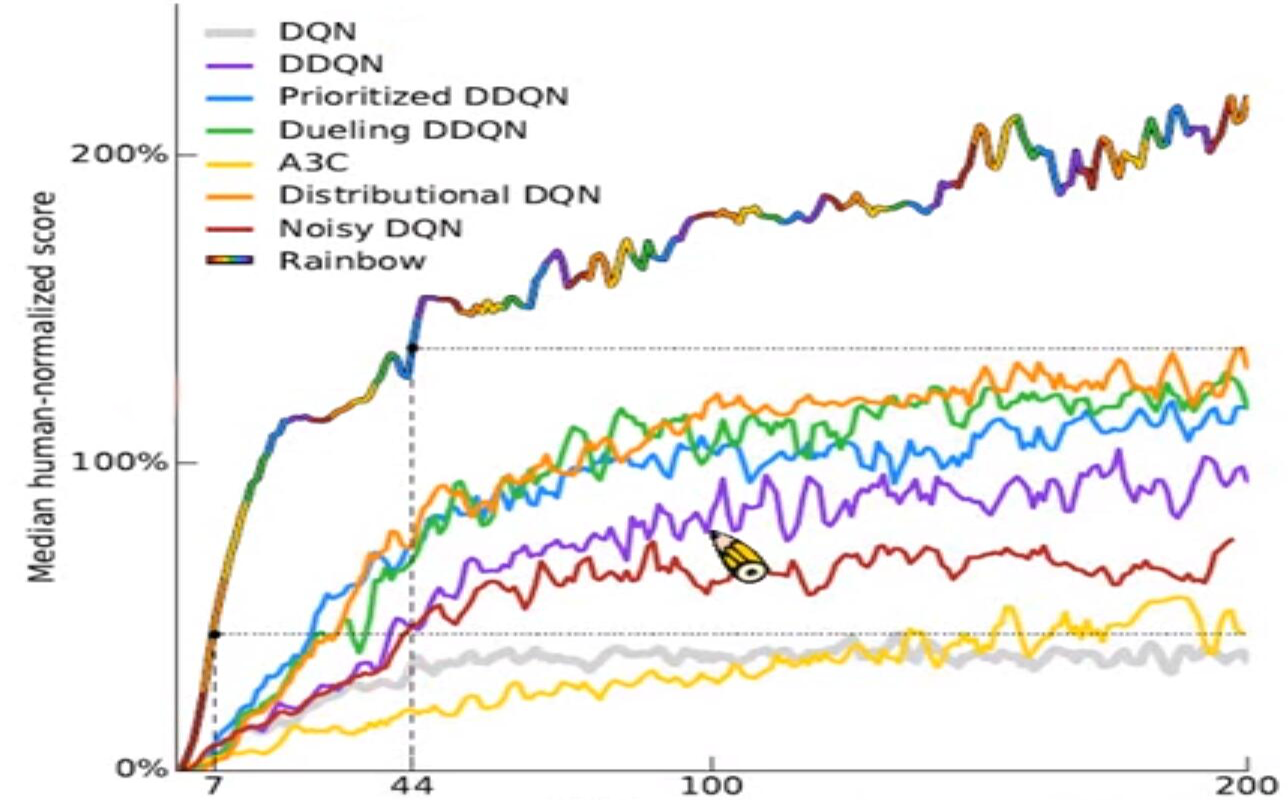 DQN
DDQN
Prioritized DDQN
Dueling DDQN
A3C
Distributional DQN
Noisy DQN
Rainbow
Median human-normalized score
200%
100%
0%
7 44 100 200